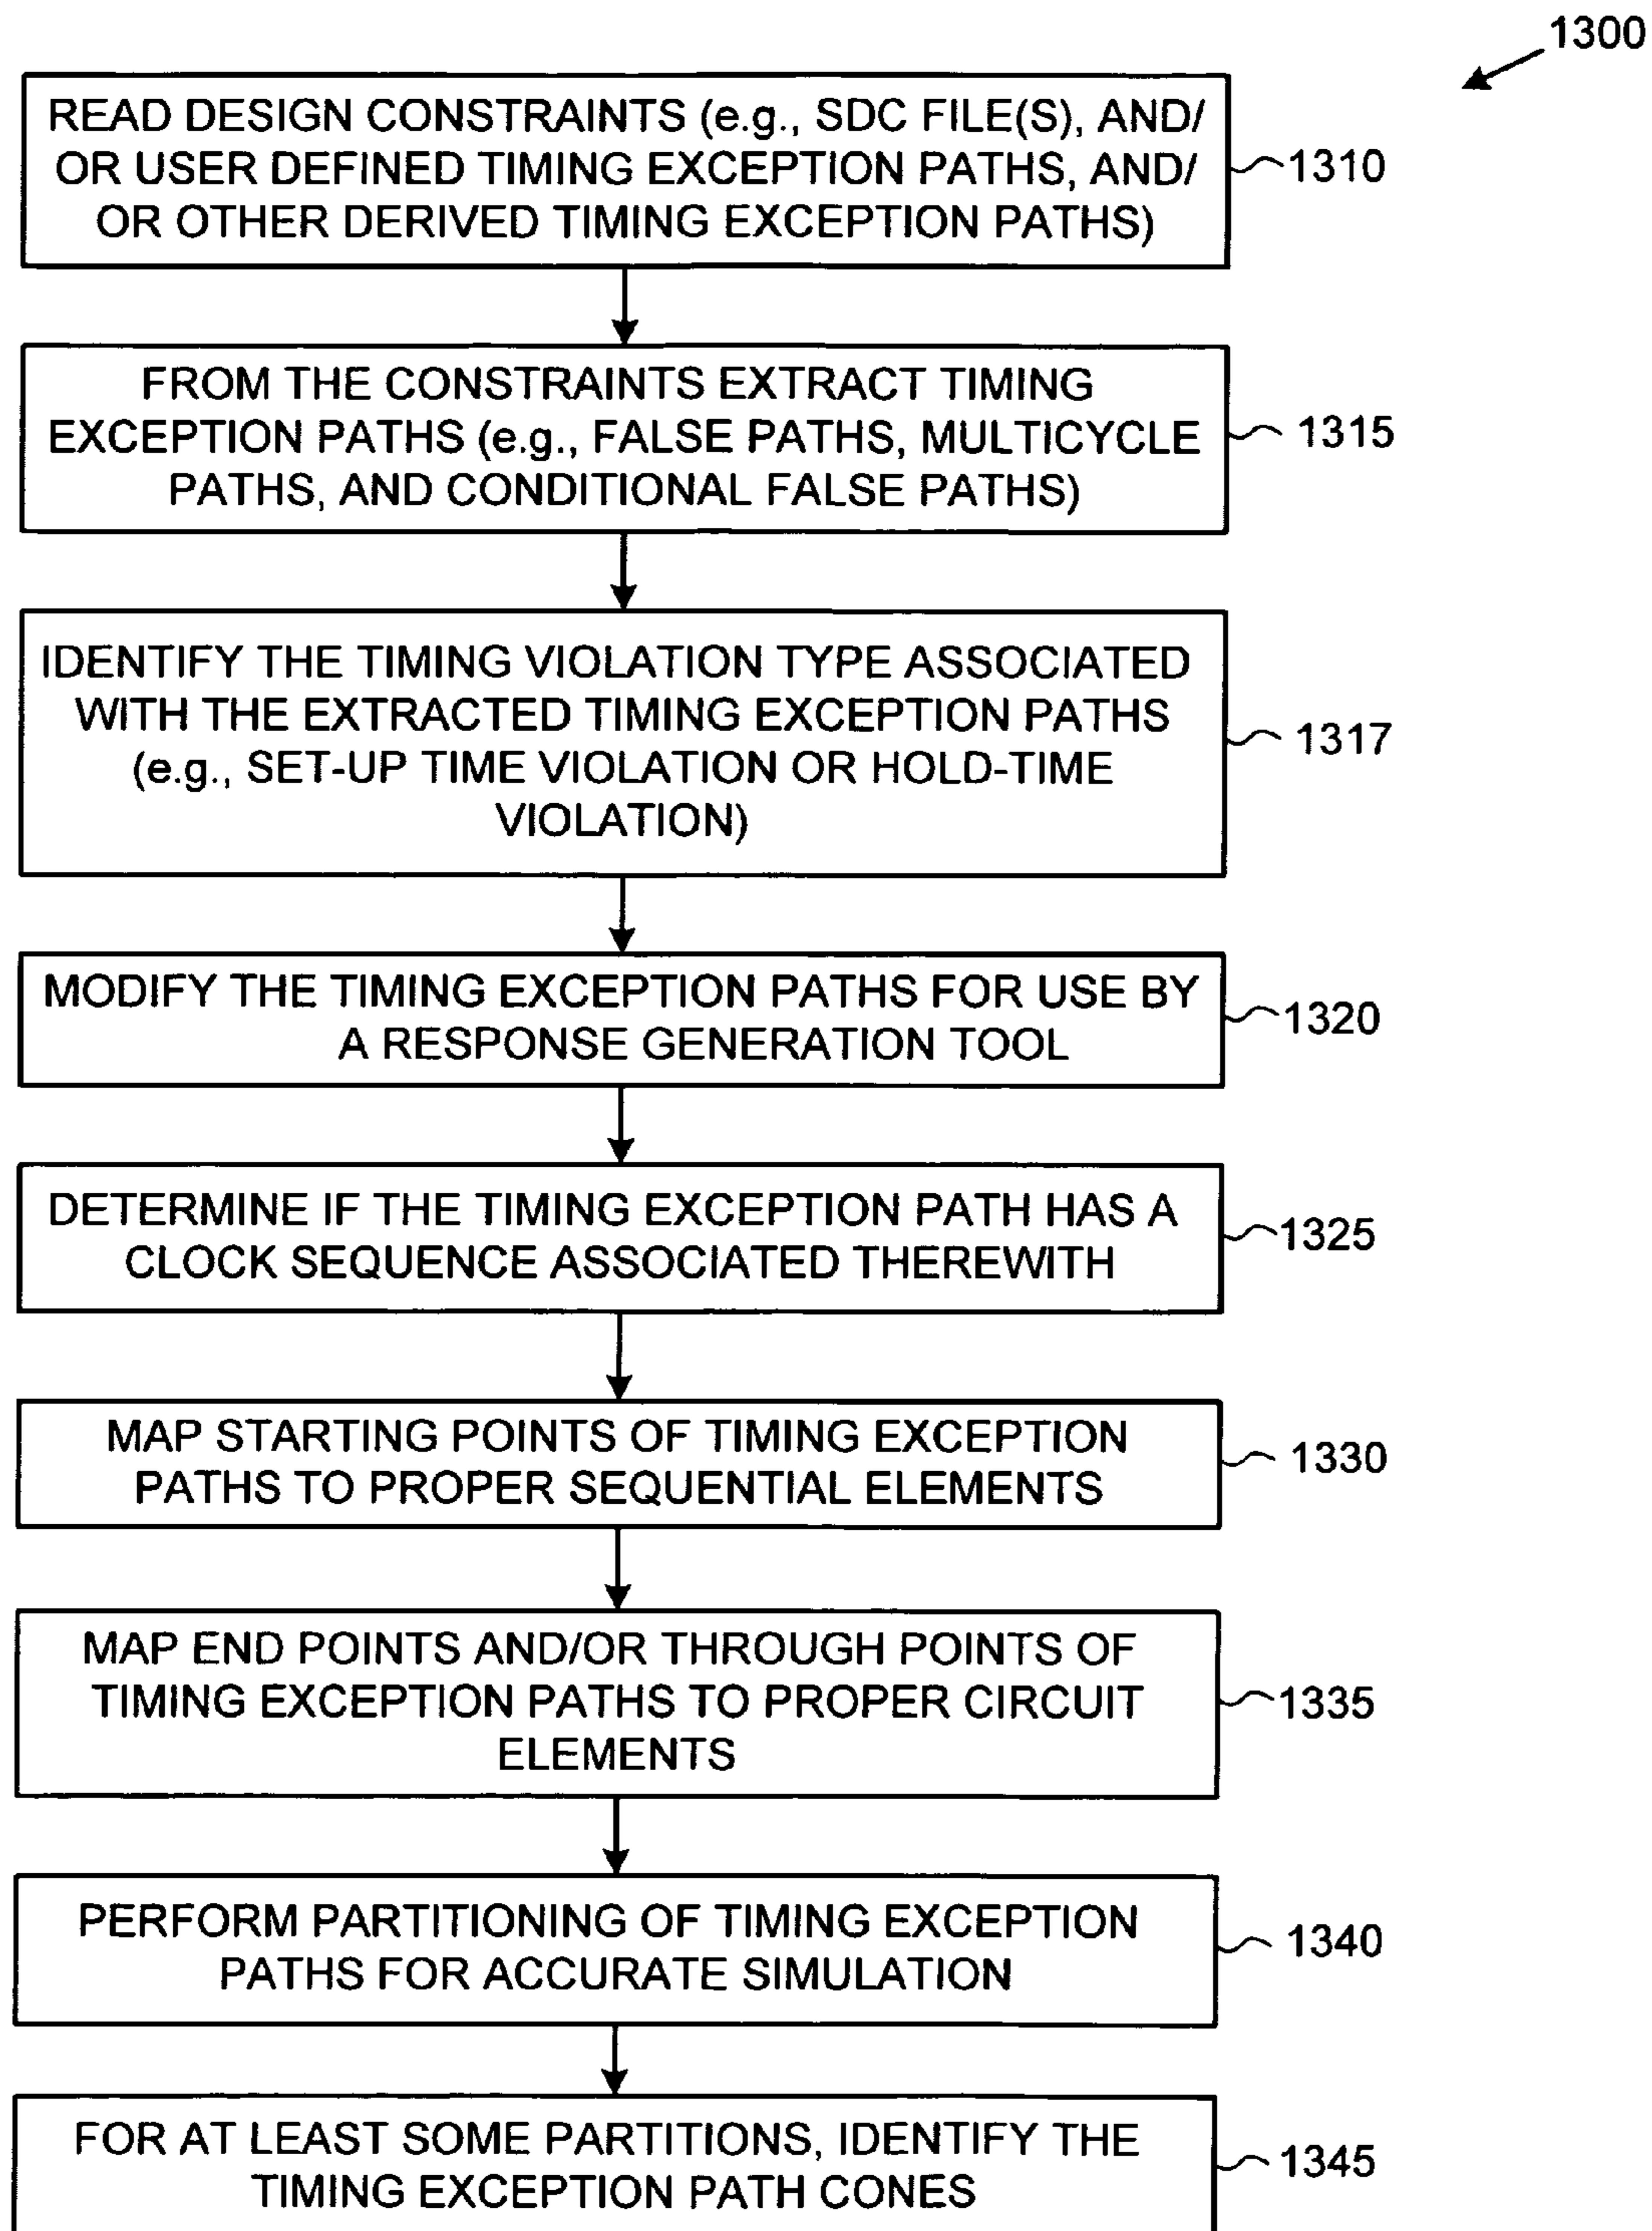 1300
READ DESIGN CONSTRAINTS (e.g., SDC FILE(S), AND/
OR USER DEFINED TIMING EXCEPTION PATHS, AND/
OR OTHER DERIVED TIMING EXCEPTION PATHS)
1310
FROM THE CONSTRAINTS EXTRACT TIMING
EXCEPTION PATHS (e.g., FALSE PATHS, MULTICYCLE
PATHS, AND CONDITIONAL FALSE PATHS)
1315
IDENTIFY THE TIMING VIOLATION TYPE ASSOCIATED
WITH THE EXTRACTED TIMING EXCEPTION PATHS
(e.g., SET-UP TIME VIOLATION OR HOLD-TIME
VIOLATION)
1317
MODIFY THE TIMING EXCEPTION PATHS FOR USE BY
A RESPONSE GENERATION TOOL
1320
DETERMINE IF THE TIMING EXCEPTION PATH HAS A
CLOCK SEQUENCE ASSOCIATED THEREWITH
1325
MAP STARTING POINTS OF TIMING EXCEPTION
PATHS TO PROPER SEQUENTIAL ELEMENTS
1330
MAP END POINTS AND/OR THROUGH POINTS OF
TIMING EXCEPTION PATHS TO PROPER CIRCUIT
ELEMENTS
1335
PERFORM PARTITIONING OF TIMING EXCEPTION
PATHS FOR ACCURATE SIMULATION
1340
FOR AT LEAST SOME PARTITIONS, IDENTIFY THE
TIMING EXCEPTION PATH CONES
1345